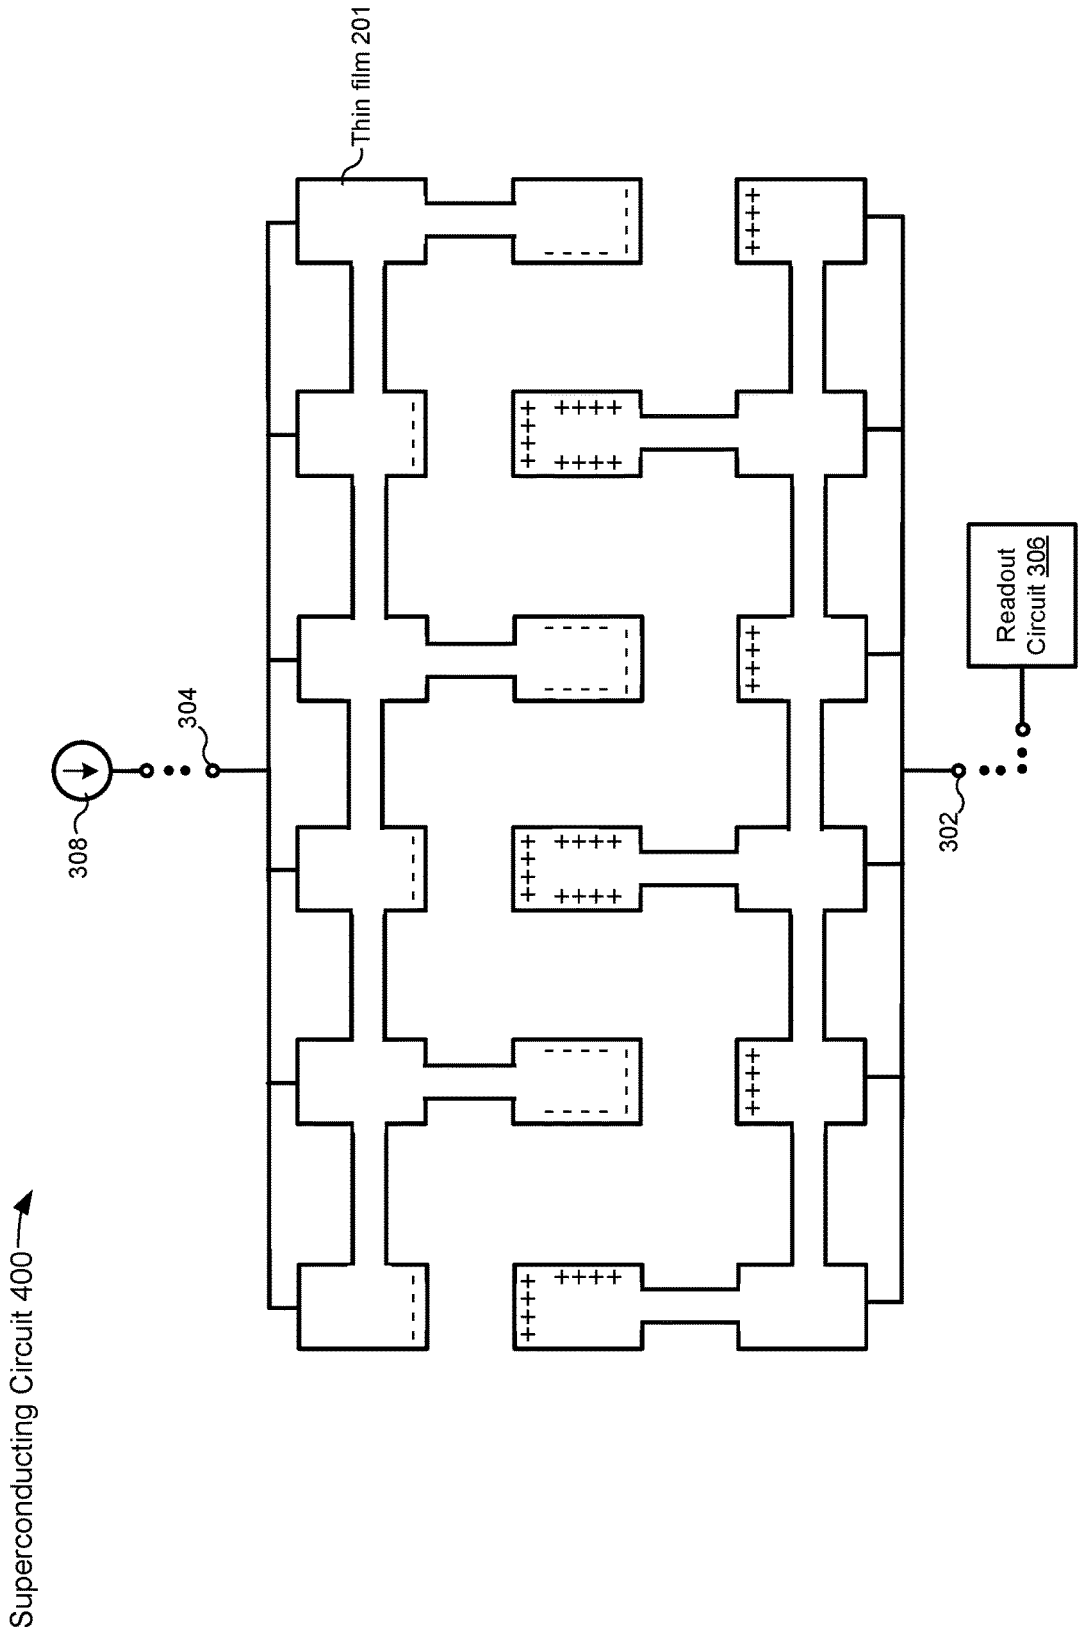 Superconducting Circuit 400
308
304
Thin film 201
302
Readout
Circuit 306